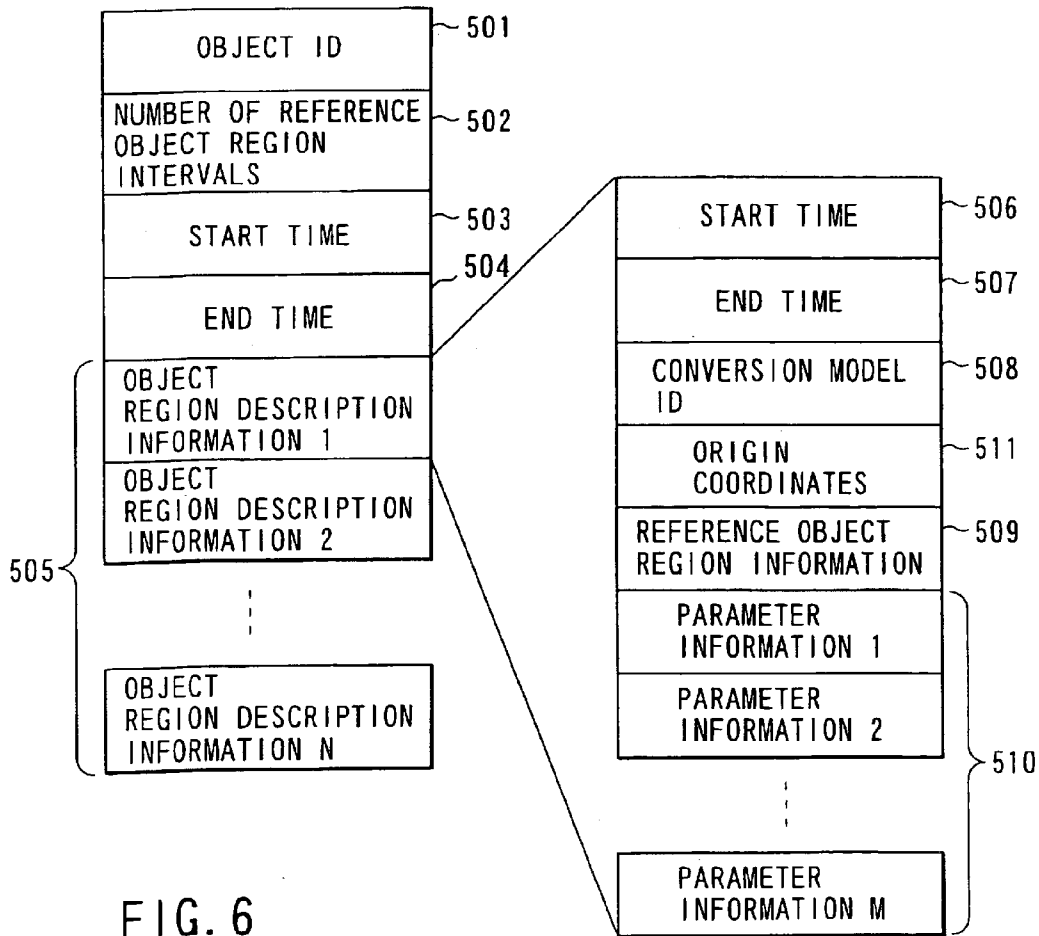 OBJECT ID
501
NUMBER OF REFERENCE
OBJECT REGION
INTERVALS
502
START TIME
503
END TIME
504
OBJECT
REGION DESCRIPTION
INFORMATION 1
OBJECT
REGION DESCRIPTION
INFORMATION 2
505
OBJECT
REGION DESCRIPTION
INFORMATION N
START TIME
506
END TIME
507
CONVERSION MODEL
ID
508
ORIGIN
COORDINATES
511
REFERENCE OBJECT
REGION INFORMATION
509
PARAMETER
INFORMATION 1
PARAMETER
INFORMATION 2
510
PARAMETER
INFORMATION M
FIG. 6